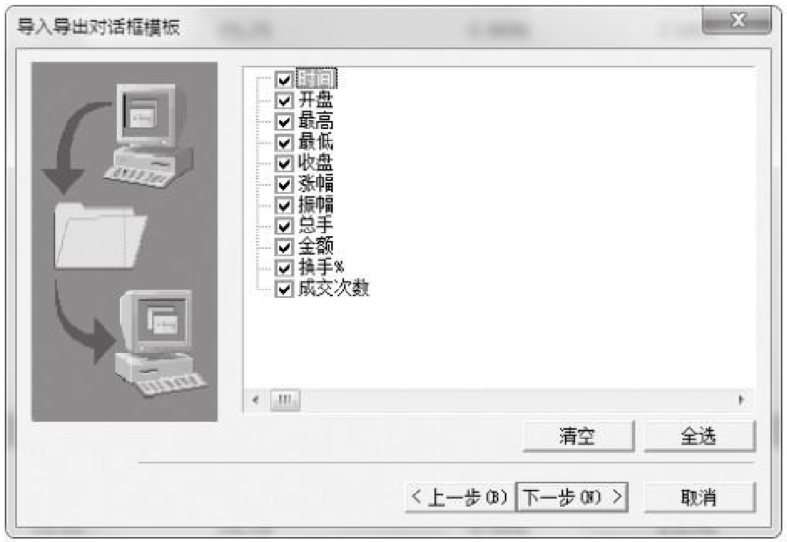 导入导出对话框模板
时间
开盘
最高
最低
收盘
涨幅
振幅
总手
金额
换手%
成交次数
清空 全选
<上一步(B) 下一步(N)> 取消